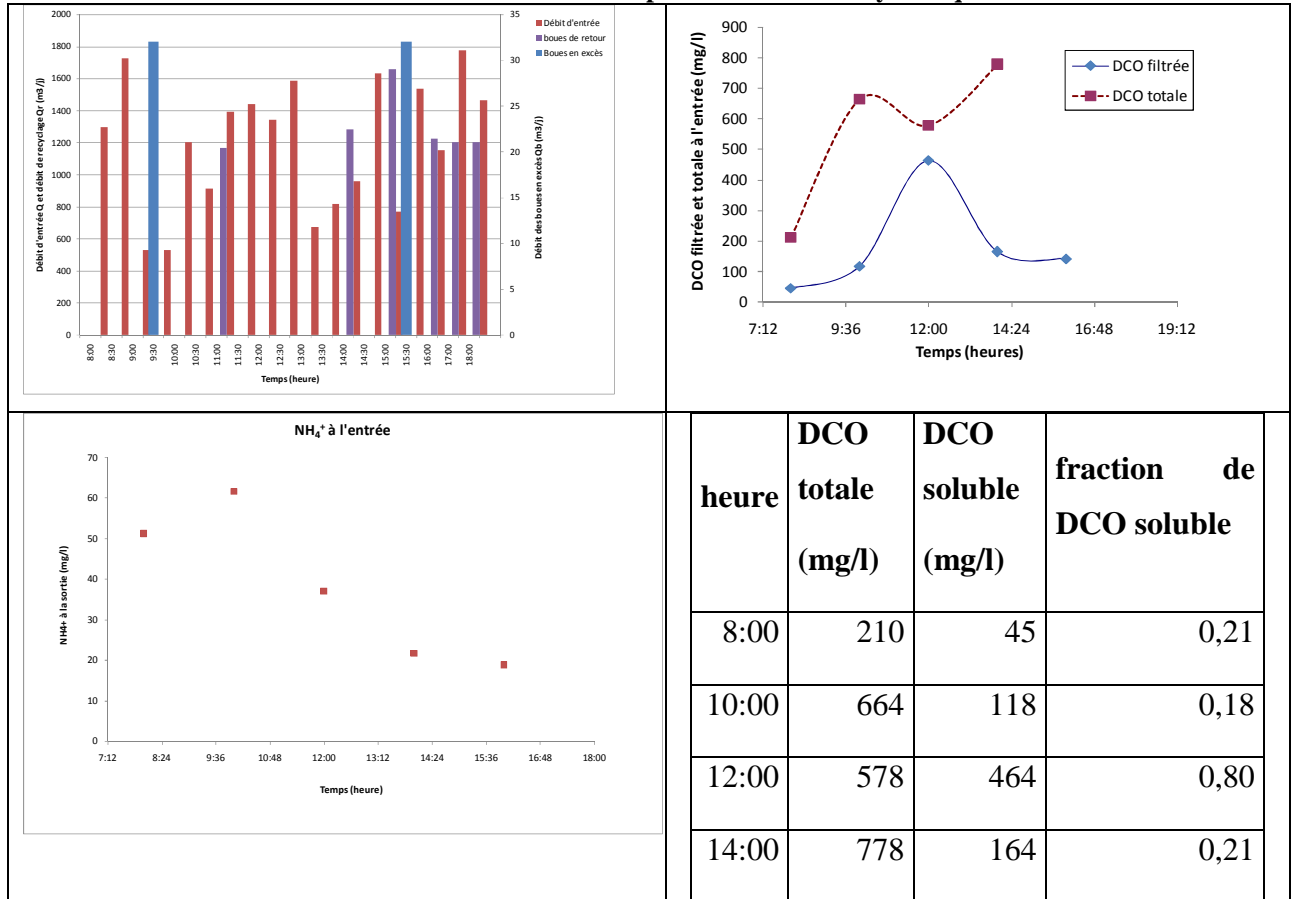 2000
1800
1600
1400
1200
1000
800
600
400
200
0
35
30
25
20
15
10
5
0
Débit d'entrée
boues de retour
Boues en excès
Débit d'entrée Q et débit de recyclage Qr (m3/j)
Débit des boues en excès Qb (m3/j)
8:00
8:30
9:00
9:30
10:00
10:30
11:00
11:30
12:00
12:30
13:00
13:30
14:00
14:30
15:00
15:30
16:00
17:00
18:00
Temps (heure)
900
800
700
600
500
400
300
200
100
0
DCO filtrée et totale à l'entrée (mg/l)
DCO filtrée
DCO totale
7:12 9:36 12:00 14:24 16:48 19:12
Temps (heures)
NH4+ à l'entrée
70
60
50
40
30
20
10
0
NH4+ à la sortie (mg/l)
7:12 8:24 9:36 10:48 12:00 13:12 14:24 15:36 16:48 18:00
Temps (heure)
heure DCO totale (mg/l) DCO soluble (mg/l) fraction de DCO soluble
8:00 210 45 0,21
10:00 664 118 0,18
12:00 578 464 0,80
14:00 778 164 0,21